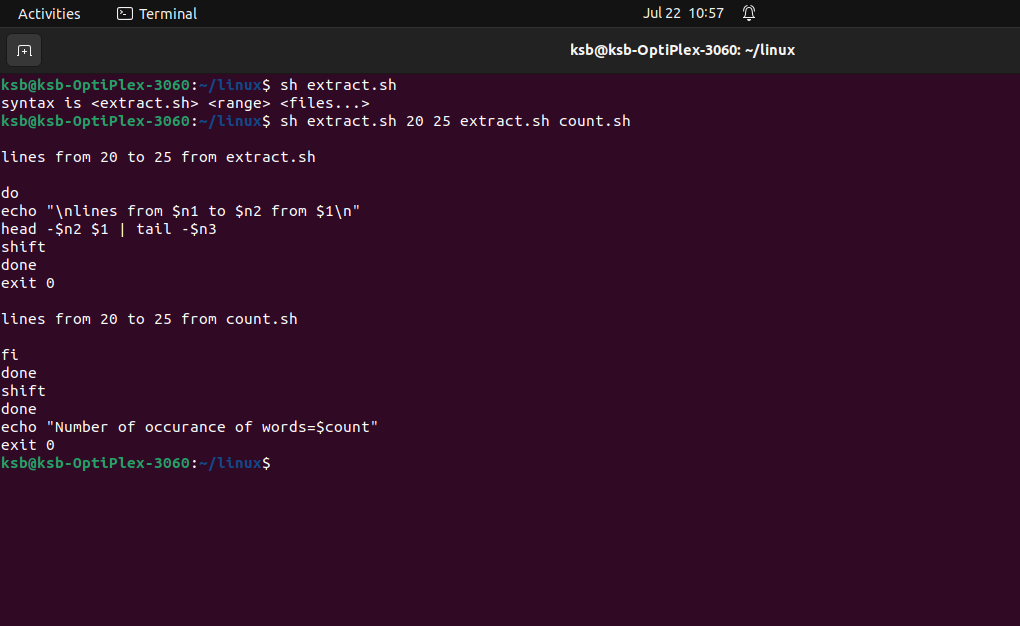 Activities Terminal Jul 22 10:57
ksb@ksb-OptiPlex-3060: ~/linux
ksb@ksb-OptiPlex-3060:~/linux$ sh extract.sh
syntax is <extract.sh> <range> <files...>
ksb@ksb-OptiPlex-3060:~/linux$ sh extract.sh 20 25 extract.sh count.sh
lines from 20 to 25 from extract.sh
do
echo "\nlines from $n1 to $n2 from $1\n"
head -$n2 $1 | tail -$n3
shift
done
exit 0
lines from 20 to 25 from count.sh
fi
done
shift
done
echo "Number of occurance of words=$count"
exit 0
ksb@ksb-OptiPlex-3060:~/linux$